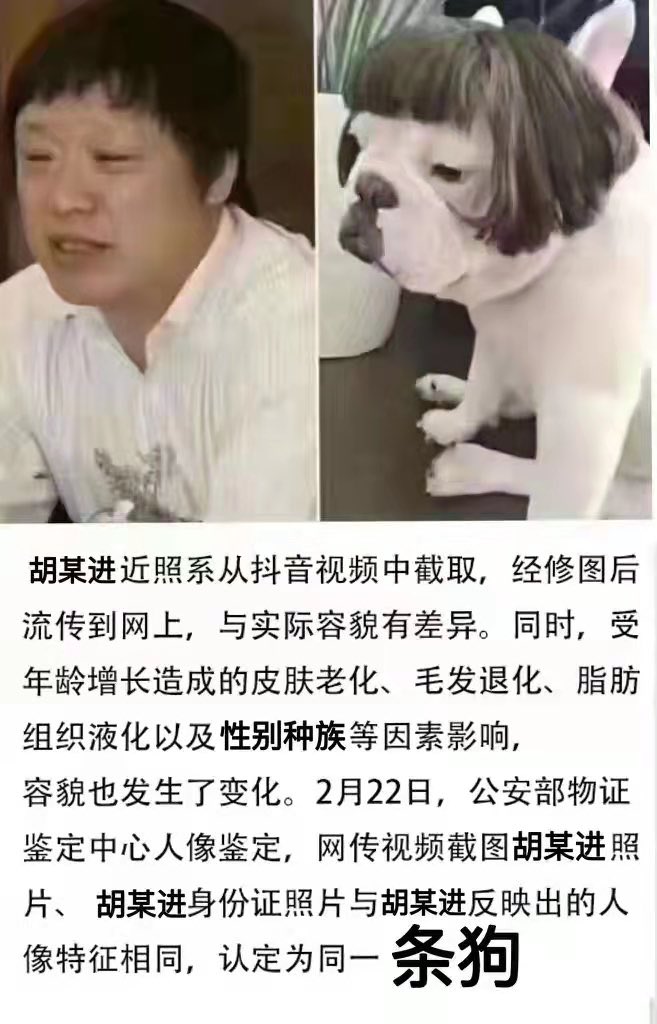 胡某进近照系从抖音视频中截取，经修图后
流传到网上，与实际容貌有差异。同时，受
年龄增长造成的皮肤老化、毛发退化、脂肪
组织液化以及性别种族等因素影响，
容貌也发生了变化。2月22日，公安部物证
鉴定中心人像鉴定，网传视频截图胡某进照
片、 胡某进身份证照片与胡某进反映出的人
像特征相同，认定为同一 条狗